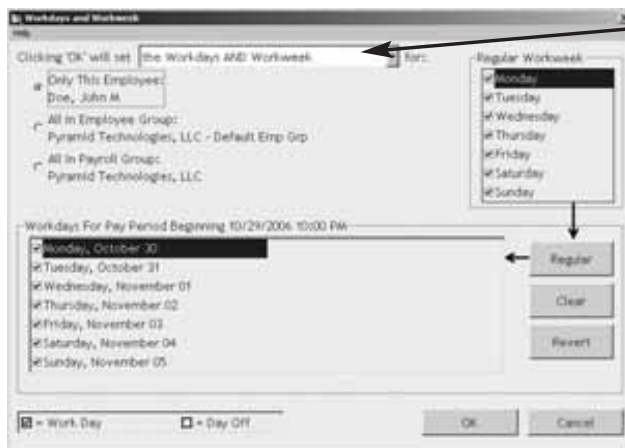 Workdays and Workweek
Help
Clicking 'OK' will set the Workdays AND Workweek for:
Only This Employee:
Doe, John M
All in Employee Group:
Pyramid Technologies, LLC - Default Emp Grp
All in Payroll Group:
Pyramid Technologies, LLC
Regular Workweek
Monday
Tuesday
Wednesday
Thursday
Friday
Saturday
Sunday
Workdays For Pay Period Beginning 10/29/2006 10:00 PM
Monday, October 30
Tuesday, October 31
Wednesday, November 01
Thursday, November 02
Friday, November 03
Saturday, November 04
Sunday, November 05
Regular
Clear
Revert
= Work Day
= Day Off
OK
Cancel